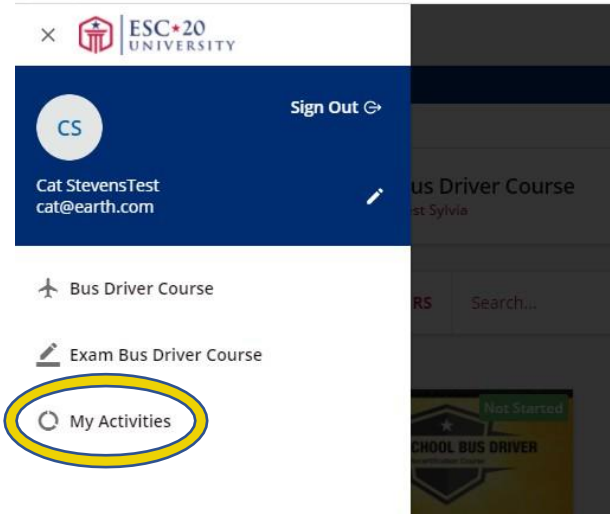 ESC★20
UNIVERSITY
CS
Sign Out
Cat StevensTest
cat@earth.com
us Driver Course
est Sylvia
Bus Driver Course
RS
Search...
Exam Bus Driver Course
My Activities
Not Started
CHOOL BUS DRIVER